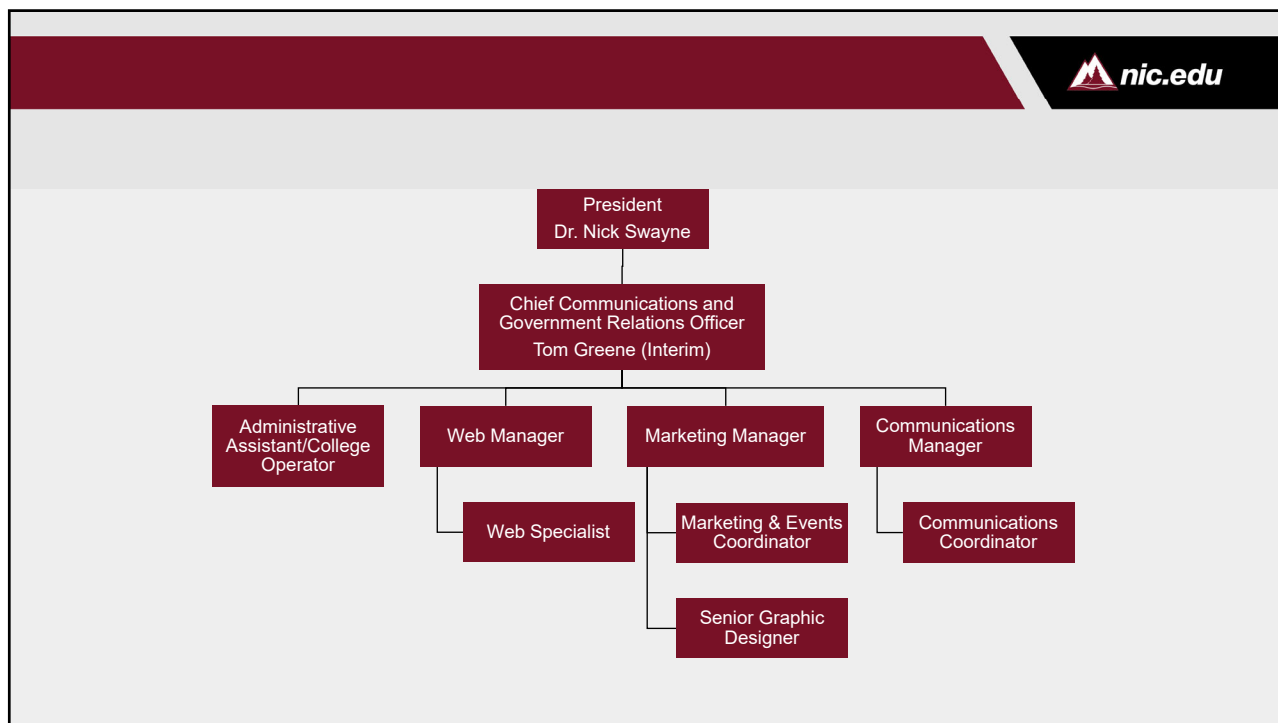 nic.edu
President
Dr. Nick Swayne
Chief Communications and
Government Relations Officer
Tom Greene (Interim)
Administrative
Assistant/College
Operator
Web Manager
Marketing Manager
Communications
Manager
Web Specialist
Marketing & Events
Coordinator
Communications
Coordinator
Senior Graphic
Designer